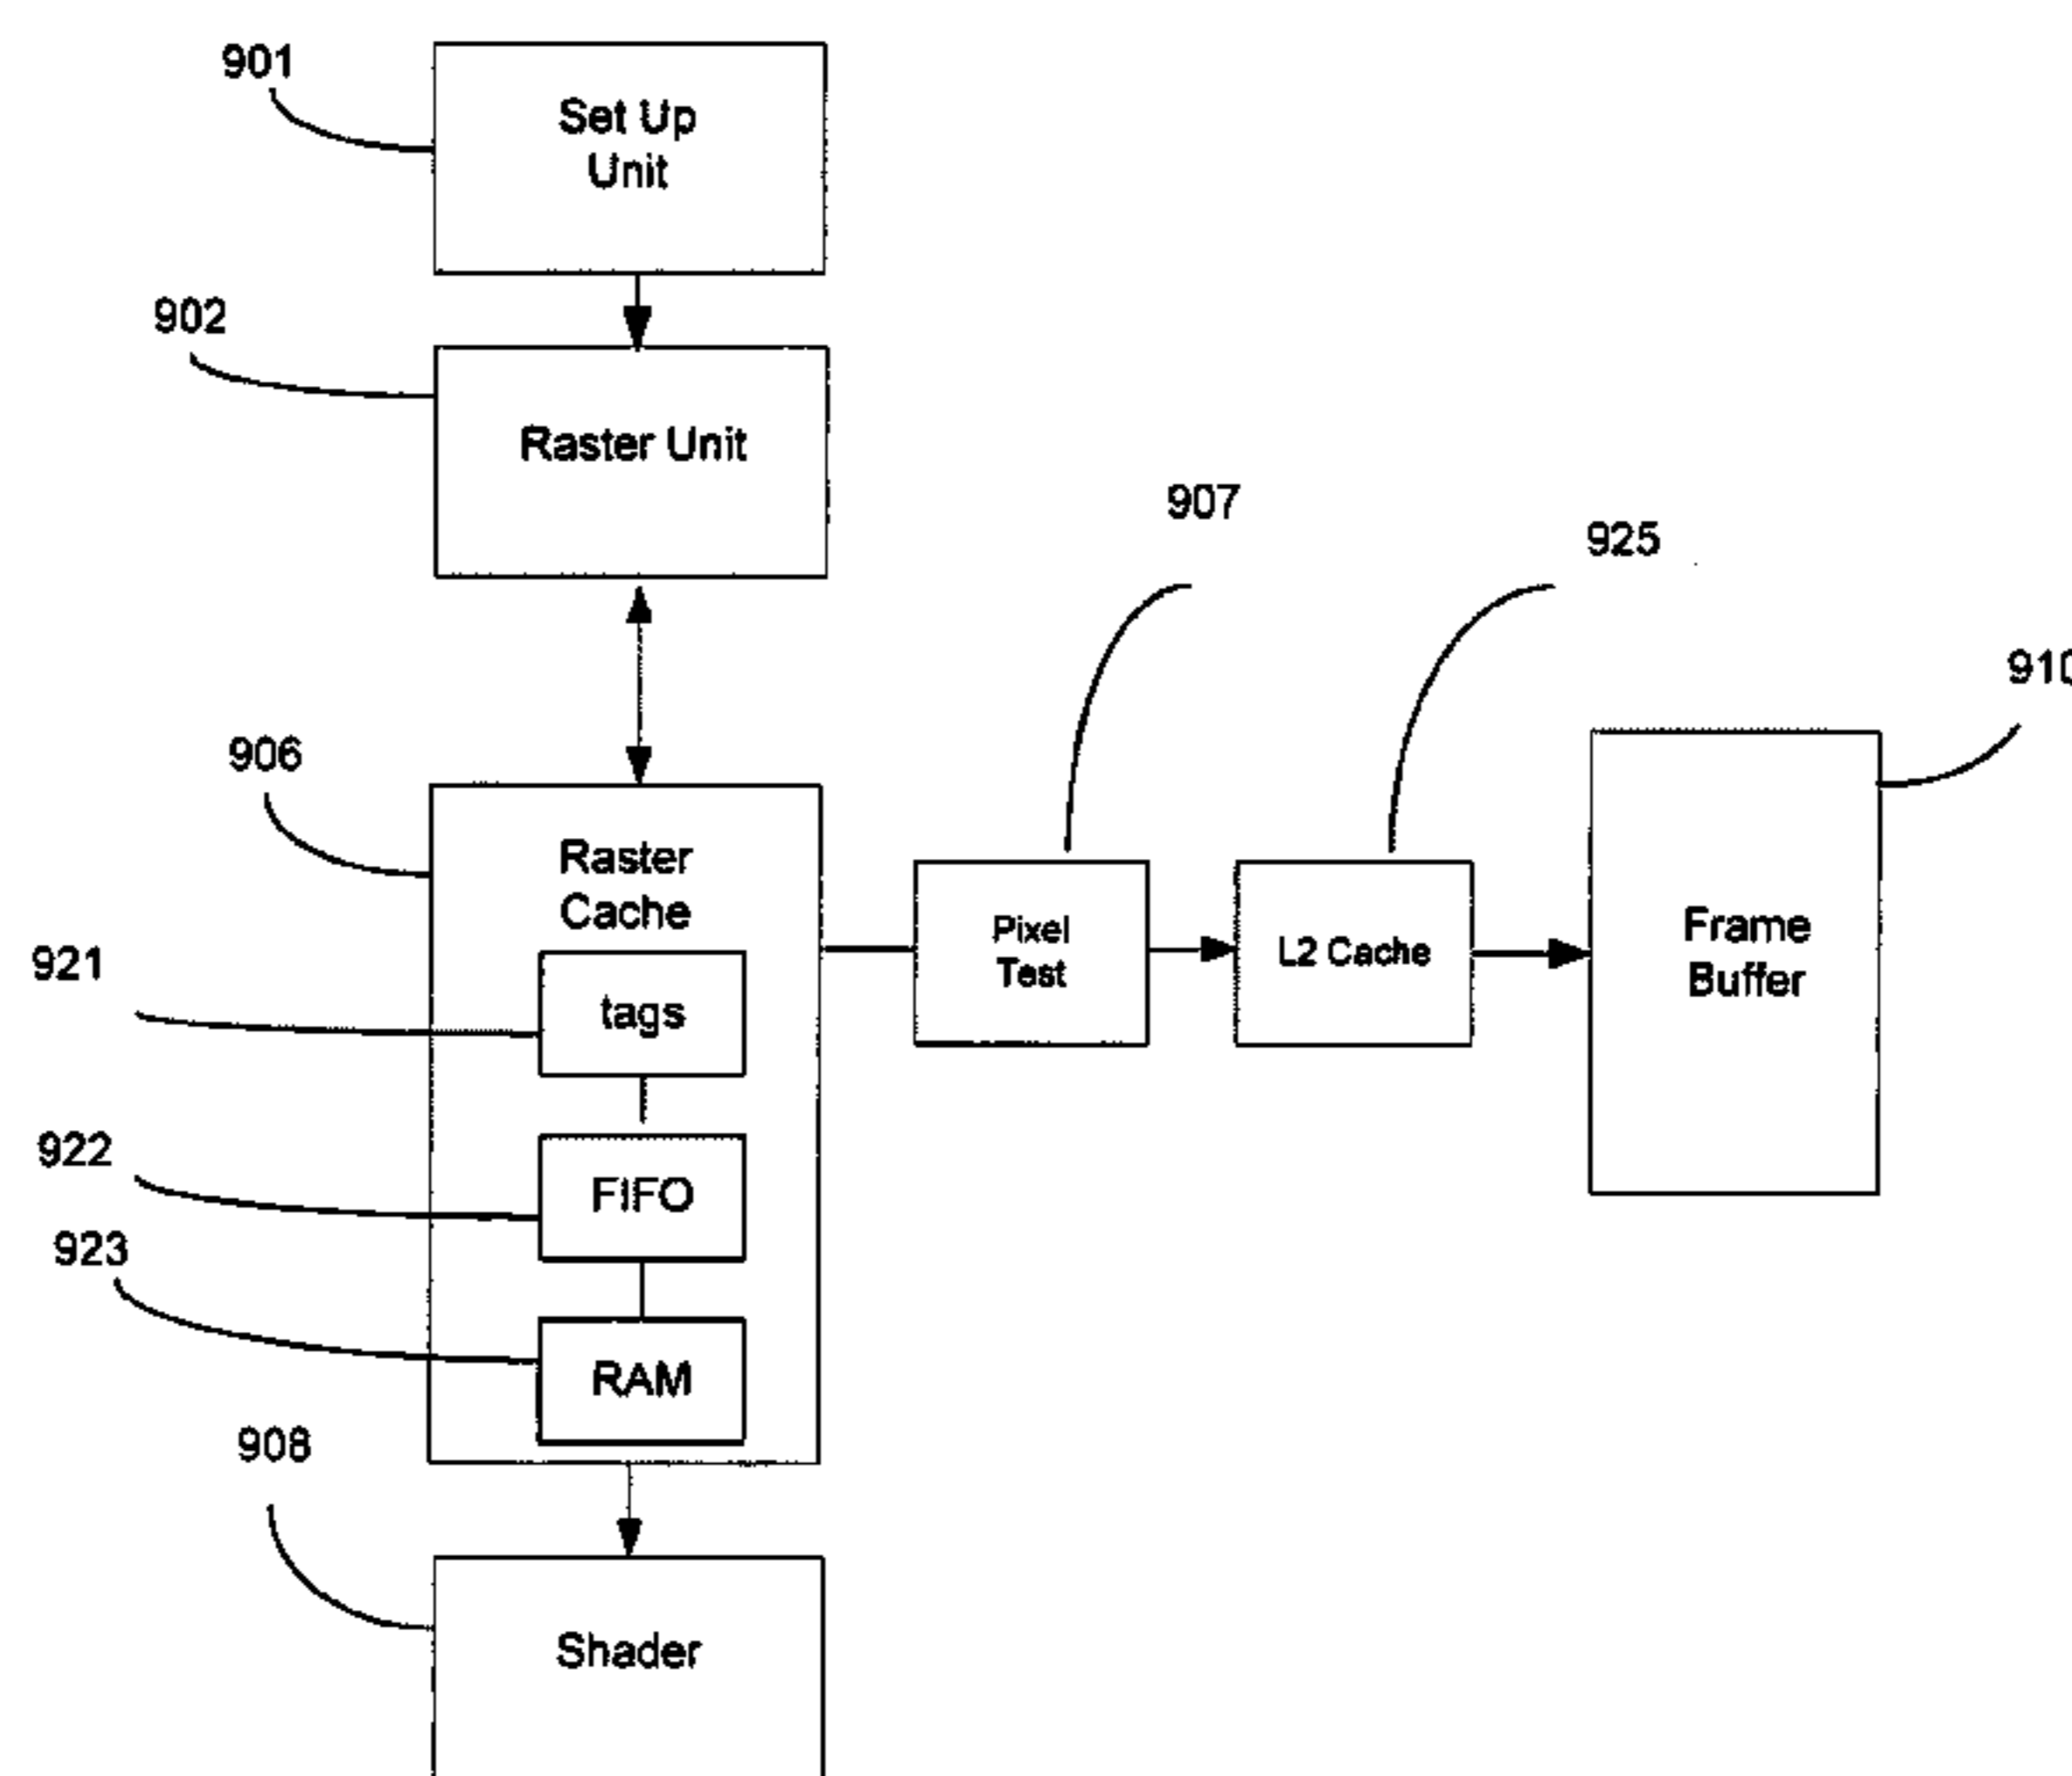 901
Set Up
Unit
902
Raster Unit
907
925
910
906
Raster
Cache
Pixel
Test
L2 Cache
Frame
Buffer
921
tags
922
FIFO
923
RAM
908
Shader